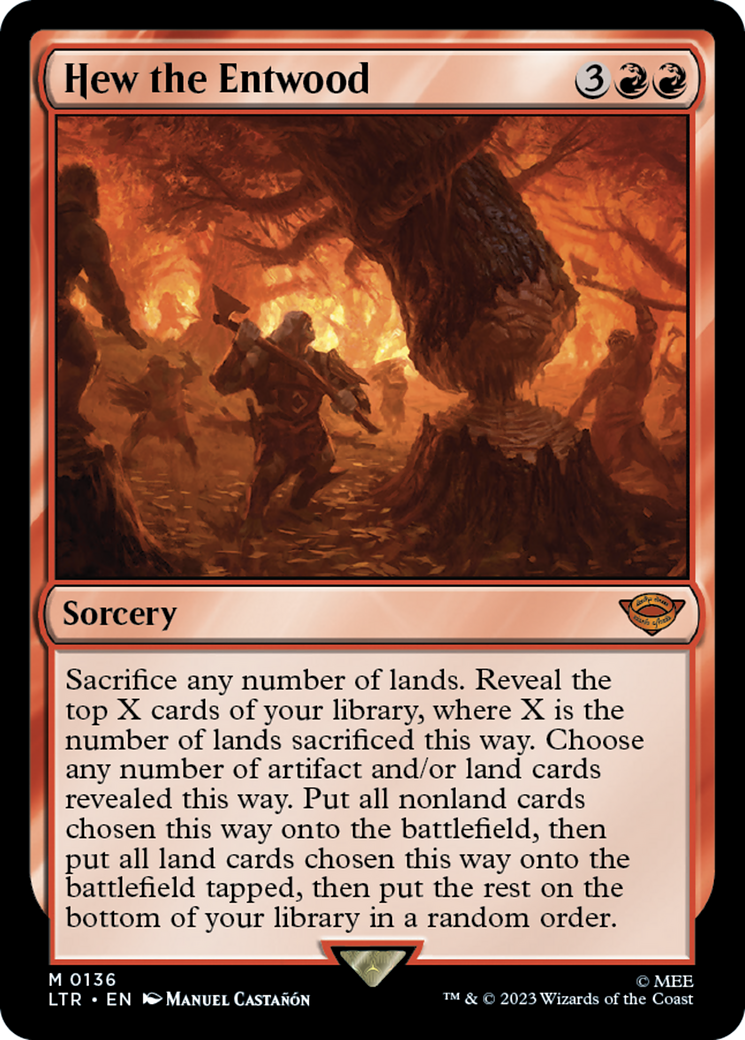 Hew the Entwood 3
Sorcery
Sacrifice any number of lands. Reveal the
top X cards of your library, where X is the
number of lands sacrificed this way. Choose
any number of artifact and/or land cards
revealed this way. Put all nonland cards
chosen this way onto the battlefield, then
put all land cards chosen this way onto the
battlefield tapped, then put the rest on the
bottom of your library in a random order.
M 0136
LTR • EN Manuel Castañón
© MEE
™ & © 2023 Wizards of the Coast